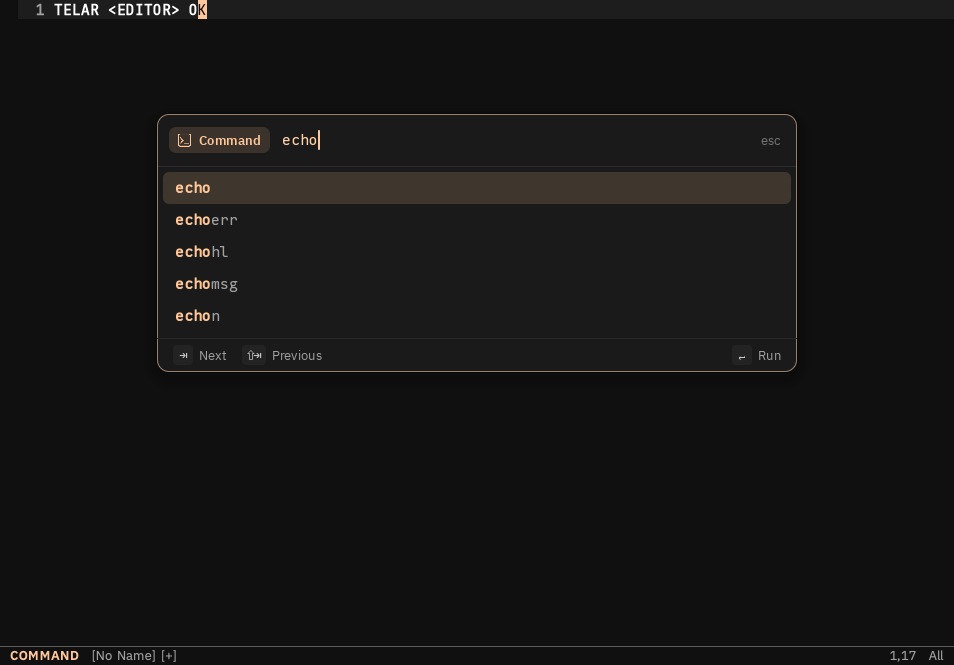 1 TELAR <EDITOR> OK
Command echo esc
echo
echoerr
echohl
echomsg
echon
⇥ Next ⇧⇥ Previous ↵ Run
COMMAND [No Name] [+] 1,17 All